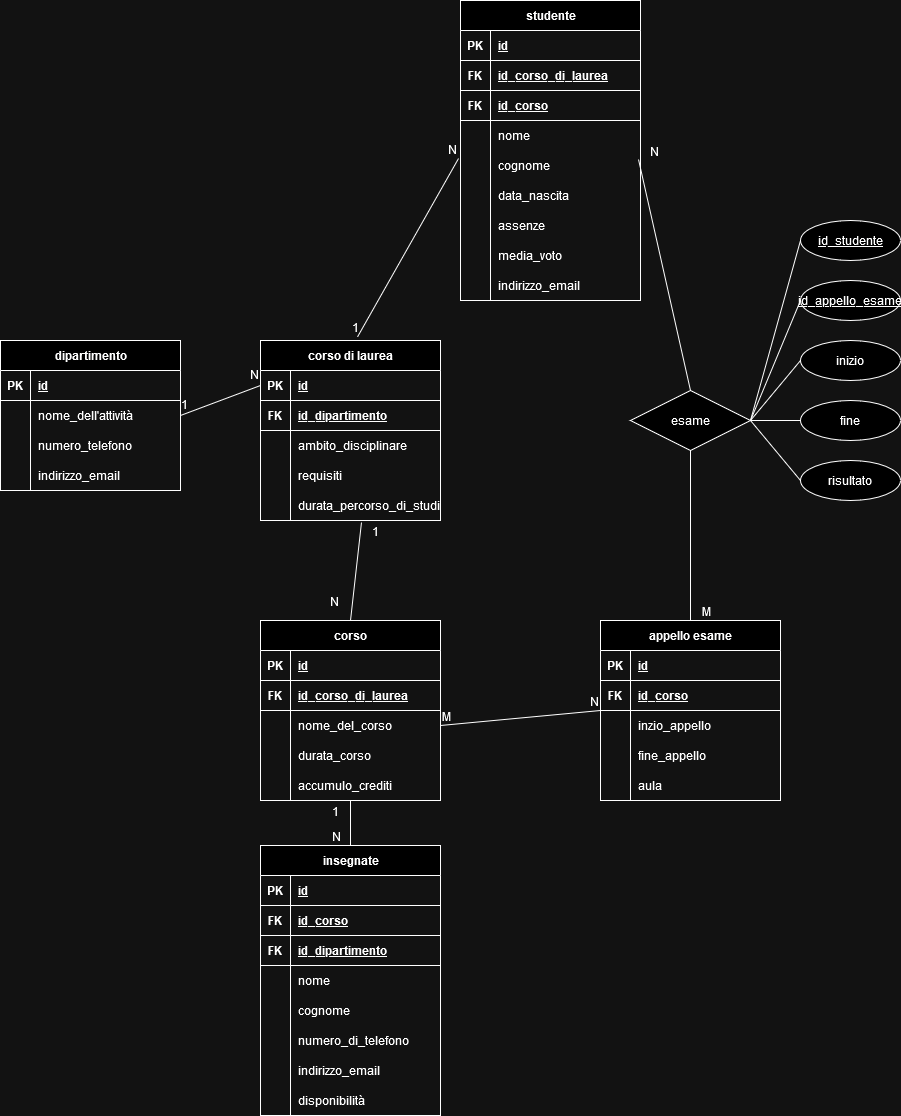 studente
PK id
FK id_corso_di_laurea
FK id_corso
nome
cognome
data_nascita
assenze
media_voto
indirizzo_email
N
N
1
id_studente
id_appello_esame
inizio
fine
risultato
esame
dipartimento
PK id
nome_dell'attività
numero_telefono
indirizzo_email
1
N
corso di laurea
PK id
FK id_dipartimento
ambito_disciplinare
requisiti
durata_percorso_di_studi
1
N
M
corso
PK id
FK id_corso_di_laurea
nome_del_corso
durata_corso
accumulo_crediti
M
N
appello esame
PK id
FK id_corso
inzio_appello
fine_appello
aula
1
N
insegnate
PK id
FK id_corso
FK id_dipartimento
nome
cognome
numero_di_telefono
indirizzo_email
disponibilità